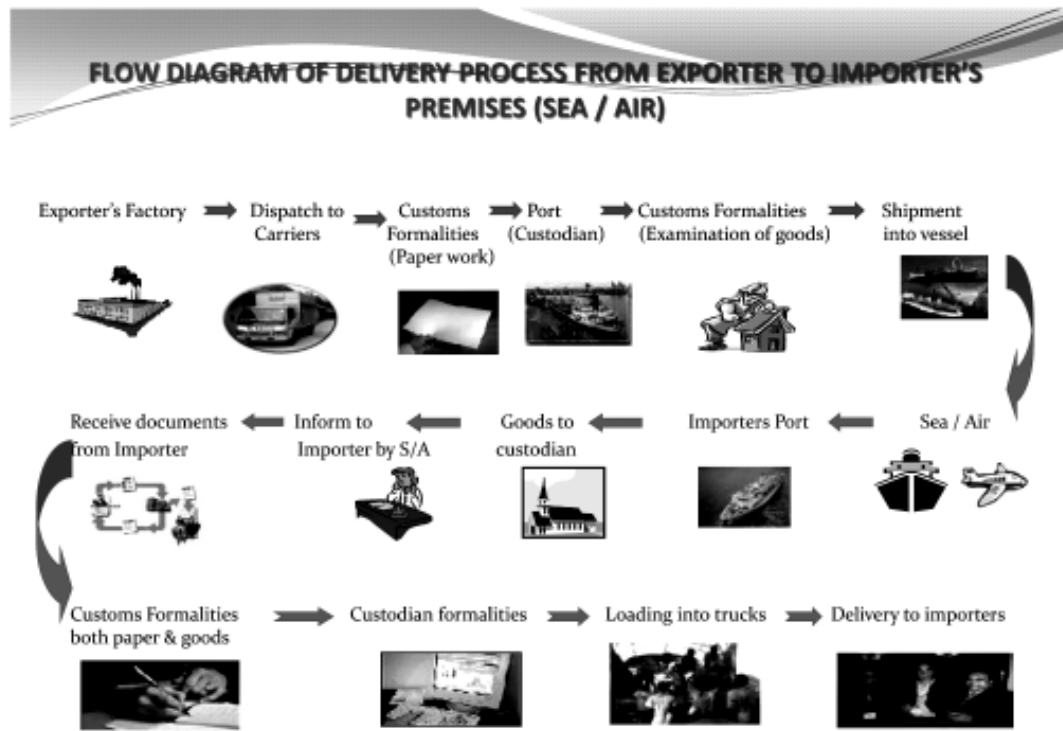 FLOW DIAGRAM OF DELIVERY PROCESS FROM EXPORTER TO IMPORTER'S
PREMISES (SEA / AIR)
Exporter's Factory
Dispatch to
Carriers
Customs
Formalities
(Paper work)
Port
(Custodian)
Customs Formalities
(Examination of goods)
Shipment
into vessel
Sea / Air
Importers Port
Goods to
custodian
Inform to
Importer by S/A
Receive documents
from Importer
Customs Formalities
both paper & goods
Custodian formalities
Loading into trucks
Delivery to importers